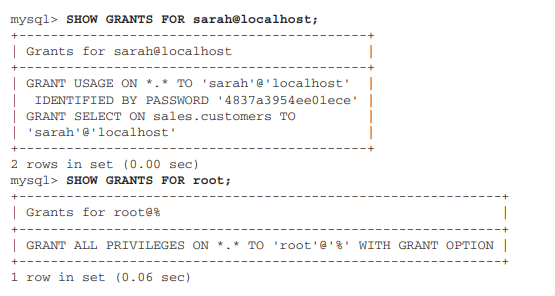 mysql> SHOW GRANTS FOR sarah@localhost;
+---------------------------------------------+
| Grants for sarah@localhost                  |
+---------------------------------------------+
| GRANT USAGE ON *.* TO 'sarah'@'localhost'   |
|  IDENTIFIED BY PASSWORD '4837a3954ee01ece'  |
| GRANT SELECT ON sales.customers TO          |
| 'sarah'@'localhost'                         |
+---------------------------------------------+
2 rows in set (0.00 sec)
mysql> SHOW GRANTS FOR root;
+--------------------------------------------------------------+
| Grants for root@%                                            |
+--------------------------------------------------------------+
| GRANT ALL PRIVILEGES ON *.* TO 'root'@'%' WITH GRANT OPTION |
+--------------------------------------------------------------+
1 row in set (0.06 sec)